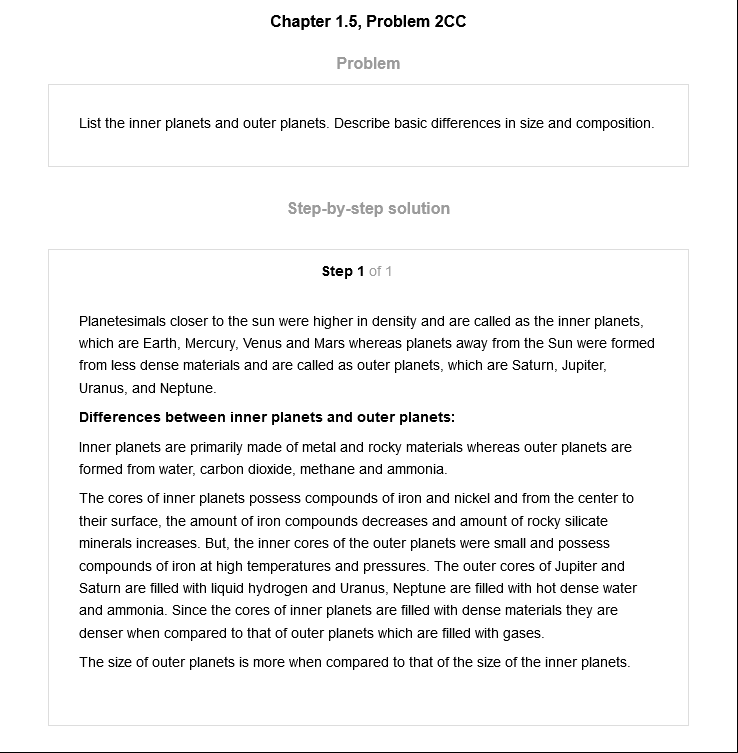 Chapter 1.5, Problem 2CC
Problem
List the inner planets and outer planets. Describe basic differences in size and composition.
Step-by-step solution
Step 1 of 1
Planetesimals closer to the sun were higher in density and are called as the inner planets,
which are Earth, Mercury, Venus and Mars whereas planets away from the Sun were formed
from less dense materials and are called as outer planets, which are Saturn, Jupiter,
Uranus, and Neptune.
Differences between inner planets and outer planets:
Inner planets are primarily made of metal and rocky materials whereas outer planets are
formed from water, carbon dioxide, methane and ammonia.
The cores of inner planets possess compounds of iron and nickel and from the center to
their surface, the amount of iron compounds decreases and amount of rocky silicate
minerals increases. But, the inner cores of the outer planets were small and possess
compounds of iron at high temperatures and pressures. The outer cores of Jupiter and
Saturn are filled with liquid hydrogen and Uranus, Neptune are filled with hot dense water
and ammonia. Since the cores of inner planets are filled with dense materials they are
denser when compared to that of outer planets which are filled with gases.
The size of outer planets is more when compared to that of the size of the inner planets.